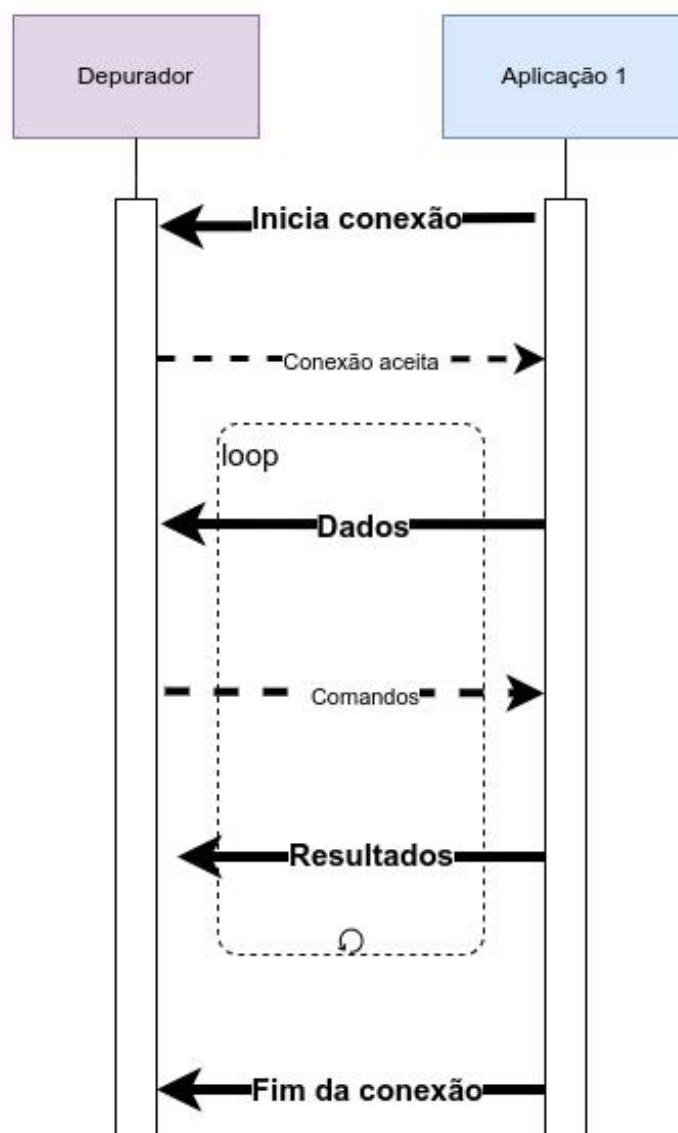 Depurador
Aplicação 1
Inicia conexão
Conexão aceita
loop
Dados
Comandos
Resultados
Fim da conexão